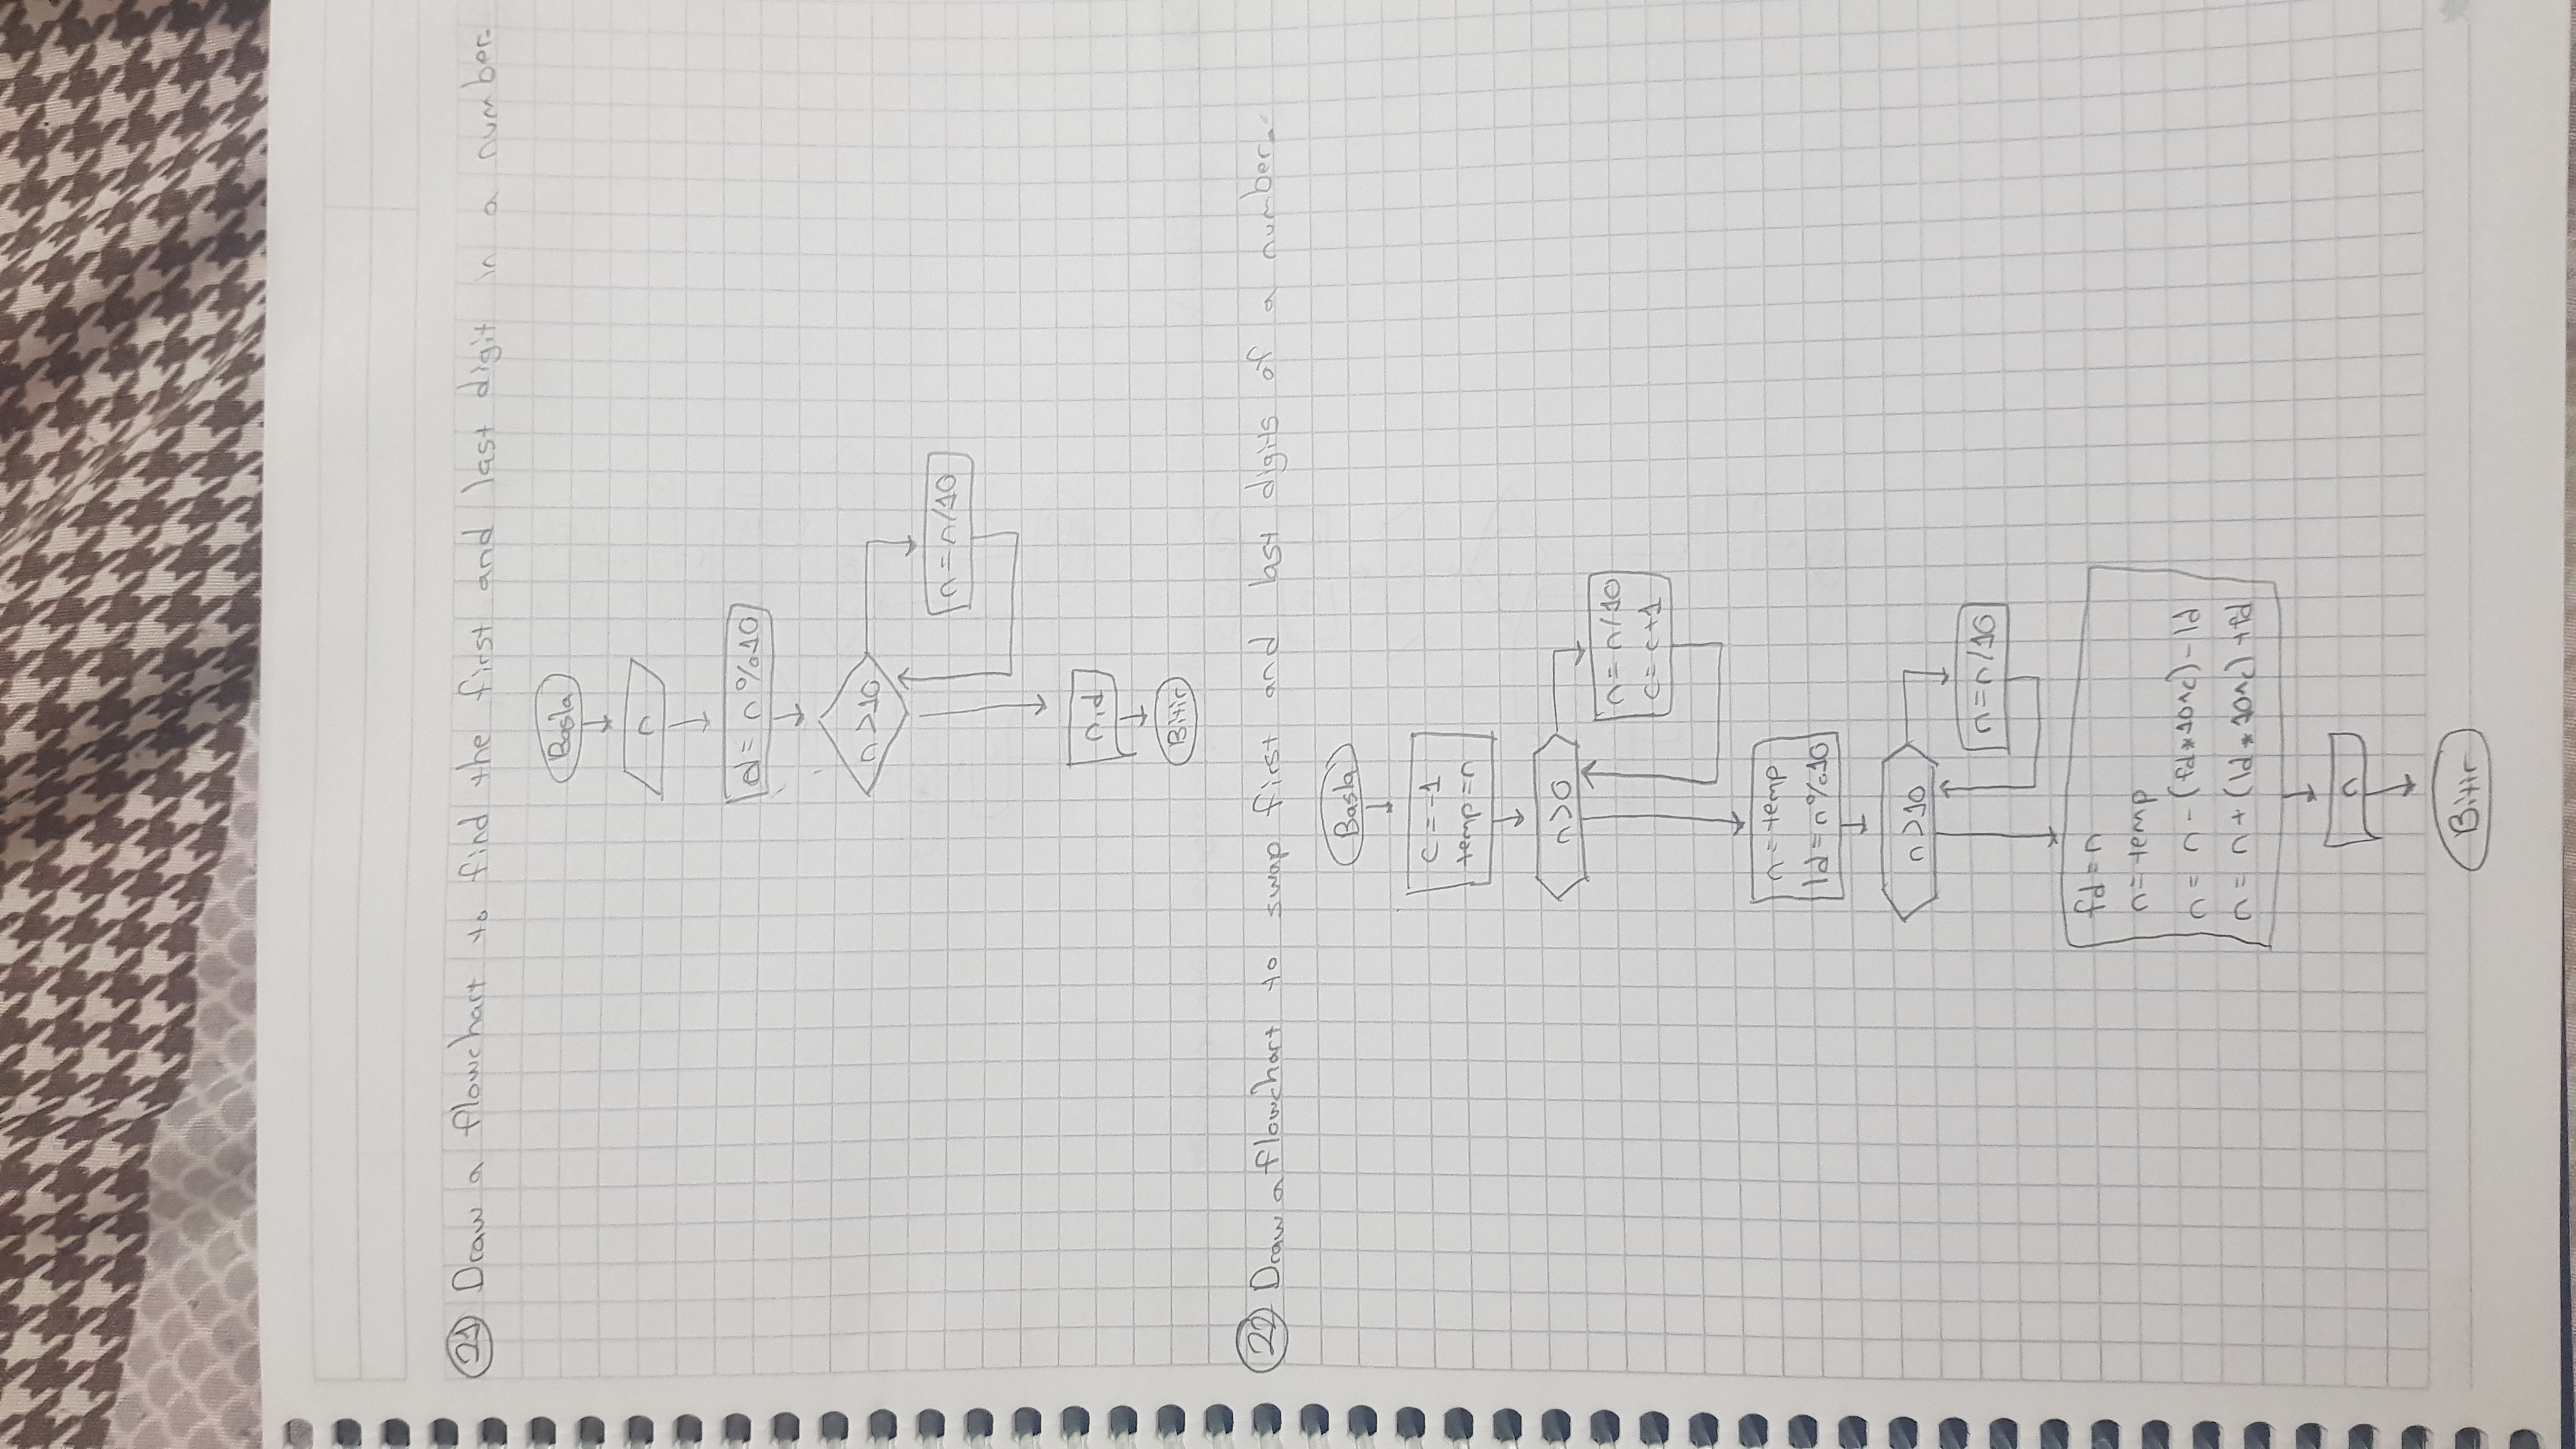 21 Draw a flowchart to find the first and last digit in a number.
Basla
n
d = n % 10
n > 10
n = n/10
n,d
Bitir
22 Draw a flowchart to swap first and last digits of a number.
Basla
c = -1
temp = n
n > 0
n = n/10
c = c+1
n = temp
ld = n % 10
n > 10
n = n/10
fd = n
n = temp
n = n - (fd*10^c) - ld
n = n + (ld*10^c) + fd
n
Bitir